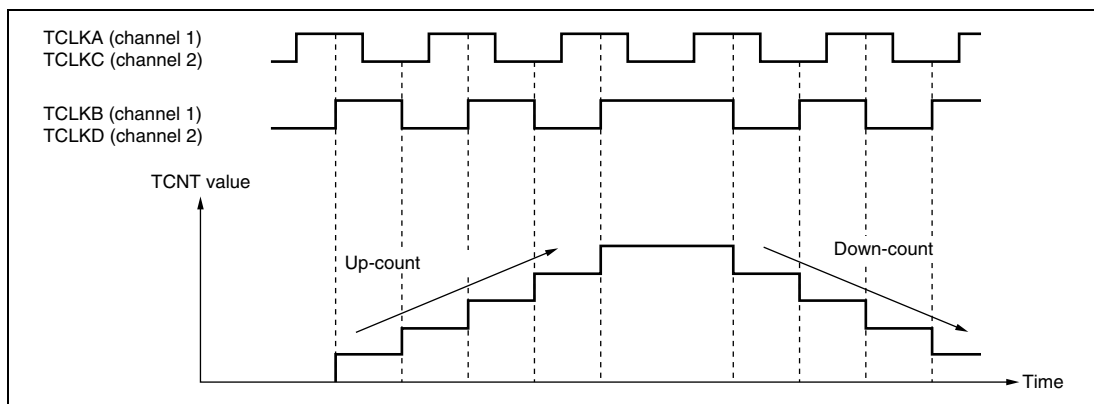 TCLKA (channel 1)
TCLKC (channel 2)
TCLKB (channel 1)
TCLKD (channel 2)
TCNT value
Up-count
Down-count
Time